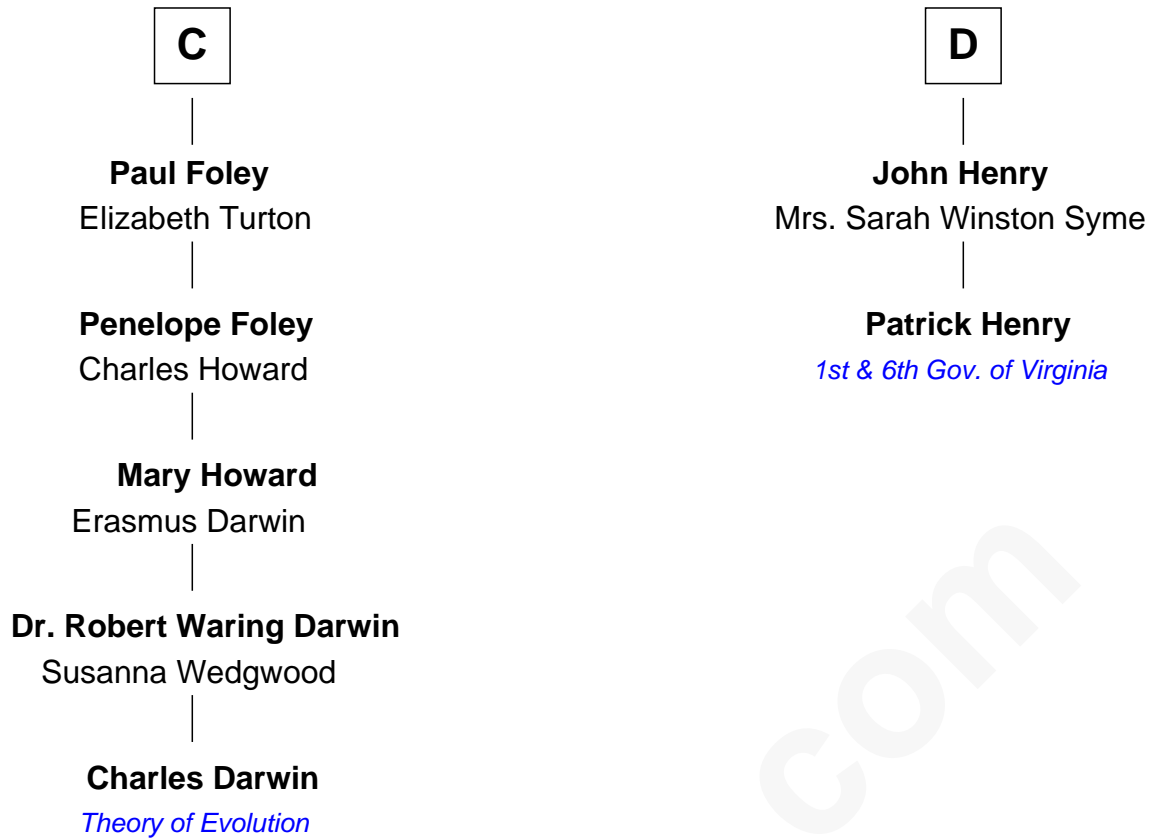 C
Paul Foley
Elizabeth Turton
Penelope Foley
Charles Howard
Mary Howard
Erasmus Darwin
Dr. Robert Waring Darwin
Susanna Wedgwood
Charles Darwin
Theory of Evolution
D
John Henry
Mrs. Sarah Winston Syme
Patrick Henry
1st & 6th Gov. of Virginia
com